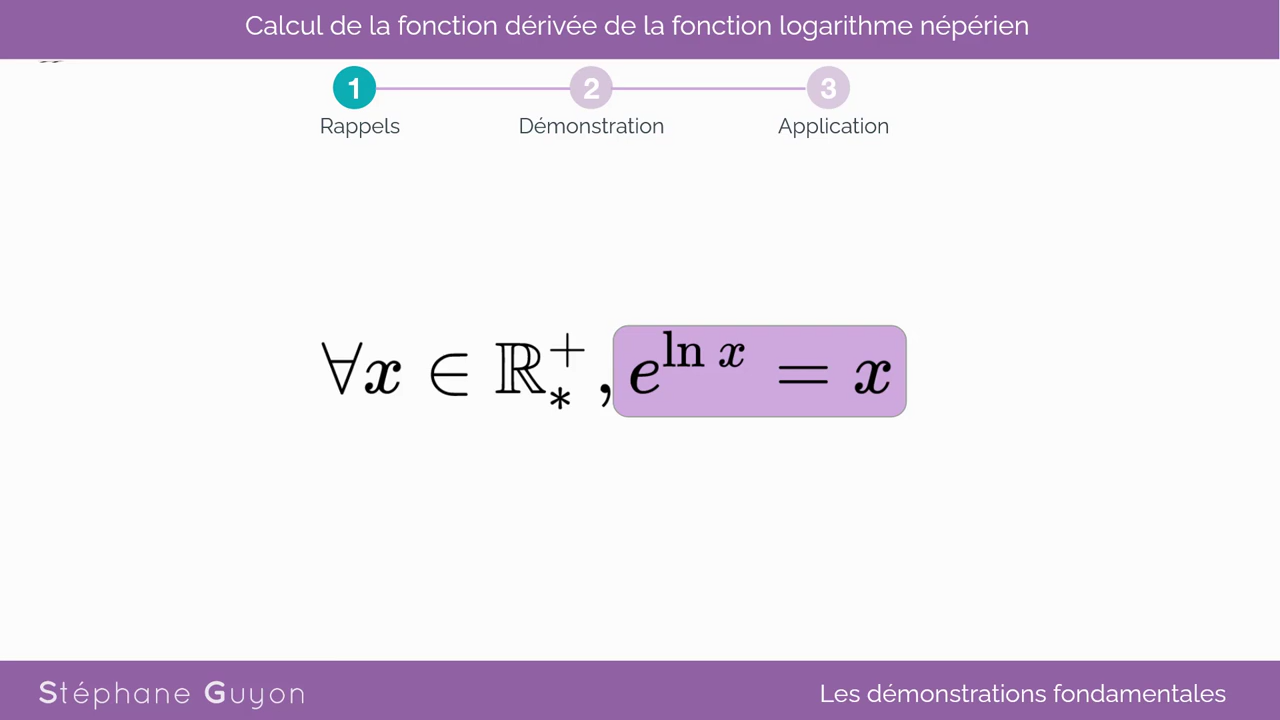 Calcul de la fonction dérivée de la fonction logarithme népérien
1 2 3
Rappels Démonstration Application
∀x ∈ ℝ₊*, e^{ln x} = x
Stéphane Guyon Les démonstrations fondamentales